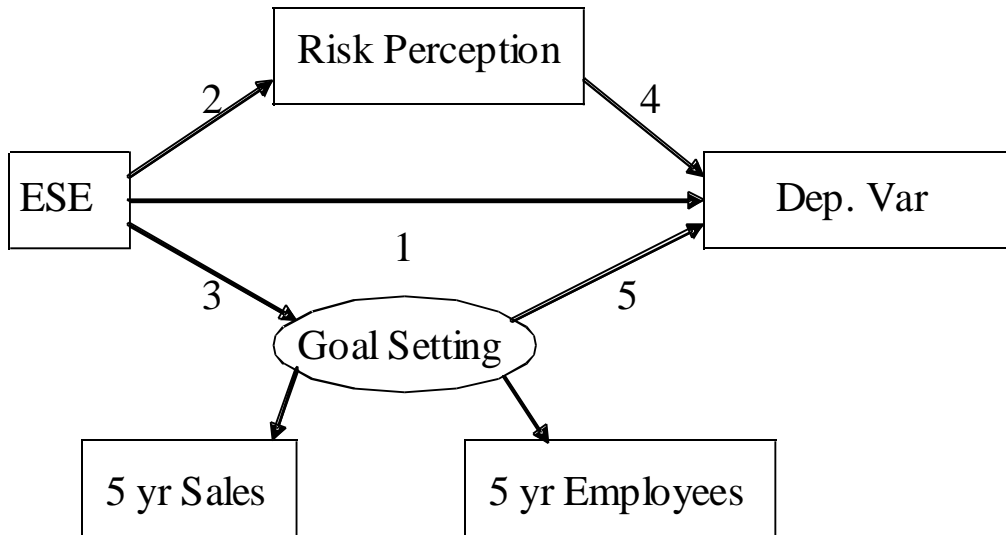 Risk Perception
2
4
ESE
Dep. Var
1
3
5
Goal Setting
5 yr Sales
5 yr Employees